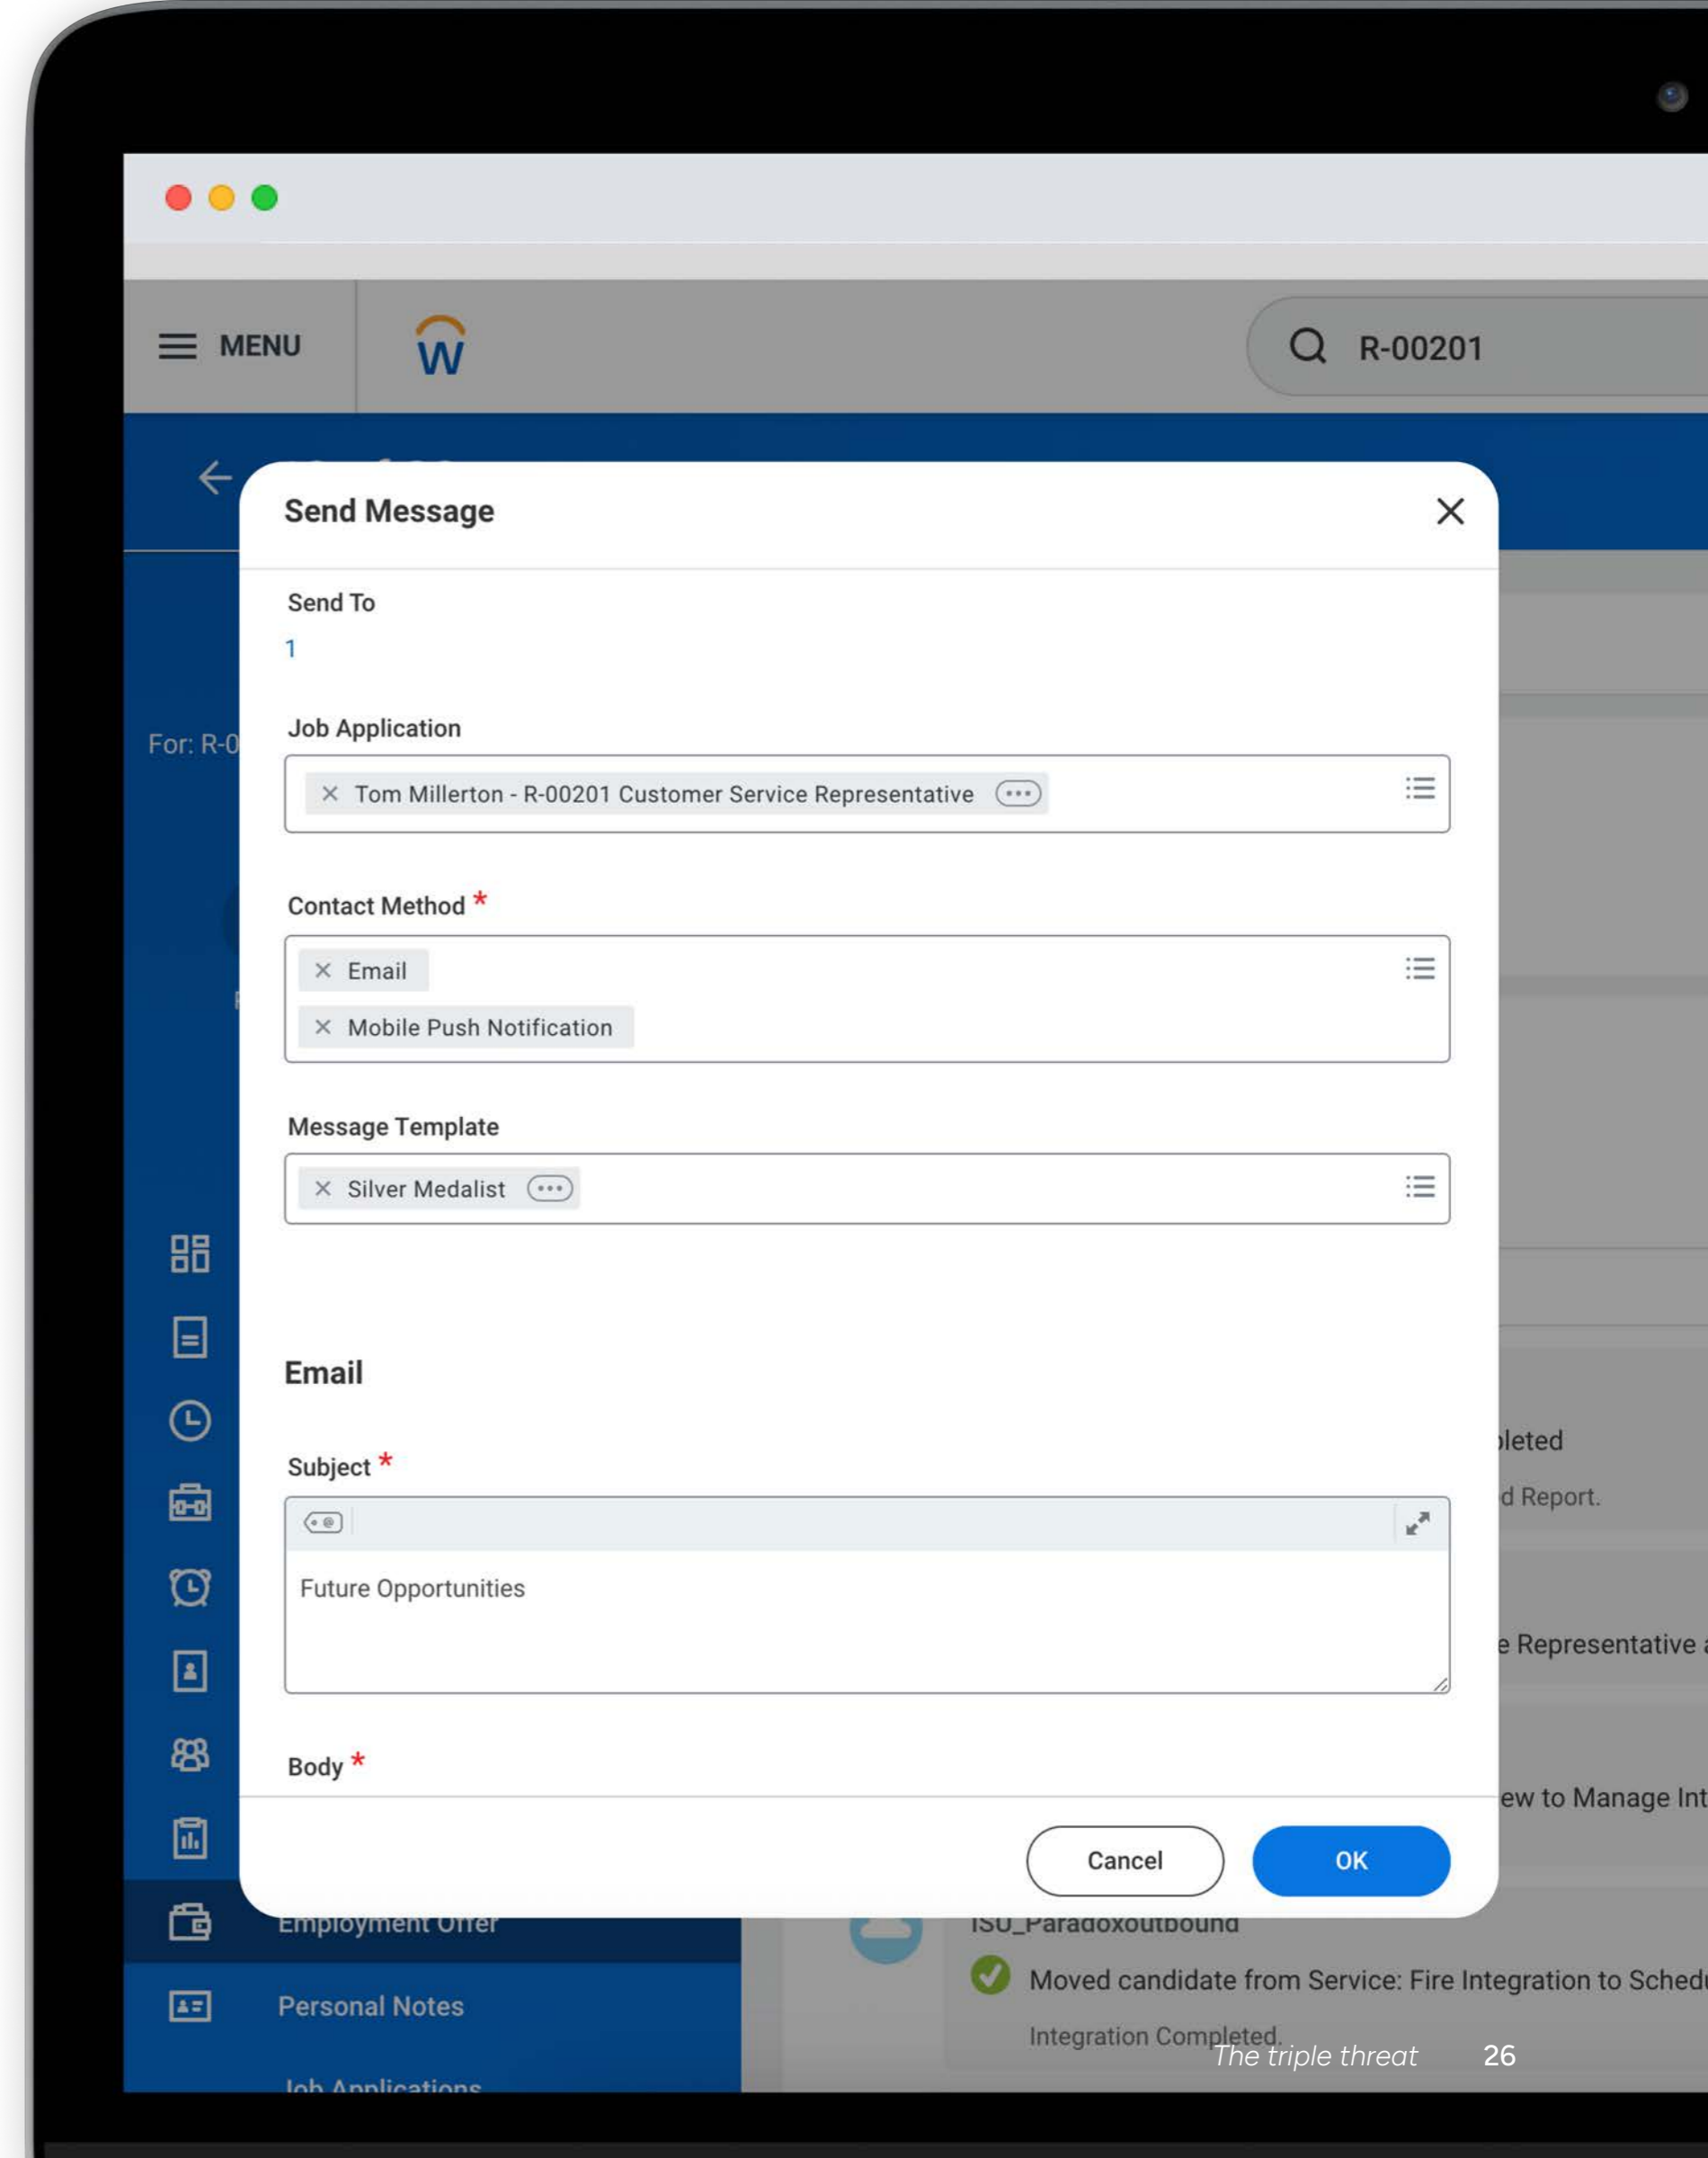 MENU
W
R-00201
Send Message
Send To
1
Job Application
Tom Millerton - R-00201 Customer Service Representative
For: R-0
Contact Method *
Email
Mobile Push Notification
Message Template
Silver Medalist
Email
Subject *
pleted
d Report.
Future Opportunities
e Representative a
Body *
ew to Manage Int
Cancel
OK
Employment Offer
ISU_Paradoxoutbound
Moved candidate from Service: Fire Integration to Schedu
Personal Notes
Integration Completed.
The triple threat 26
Job Applications